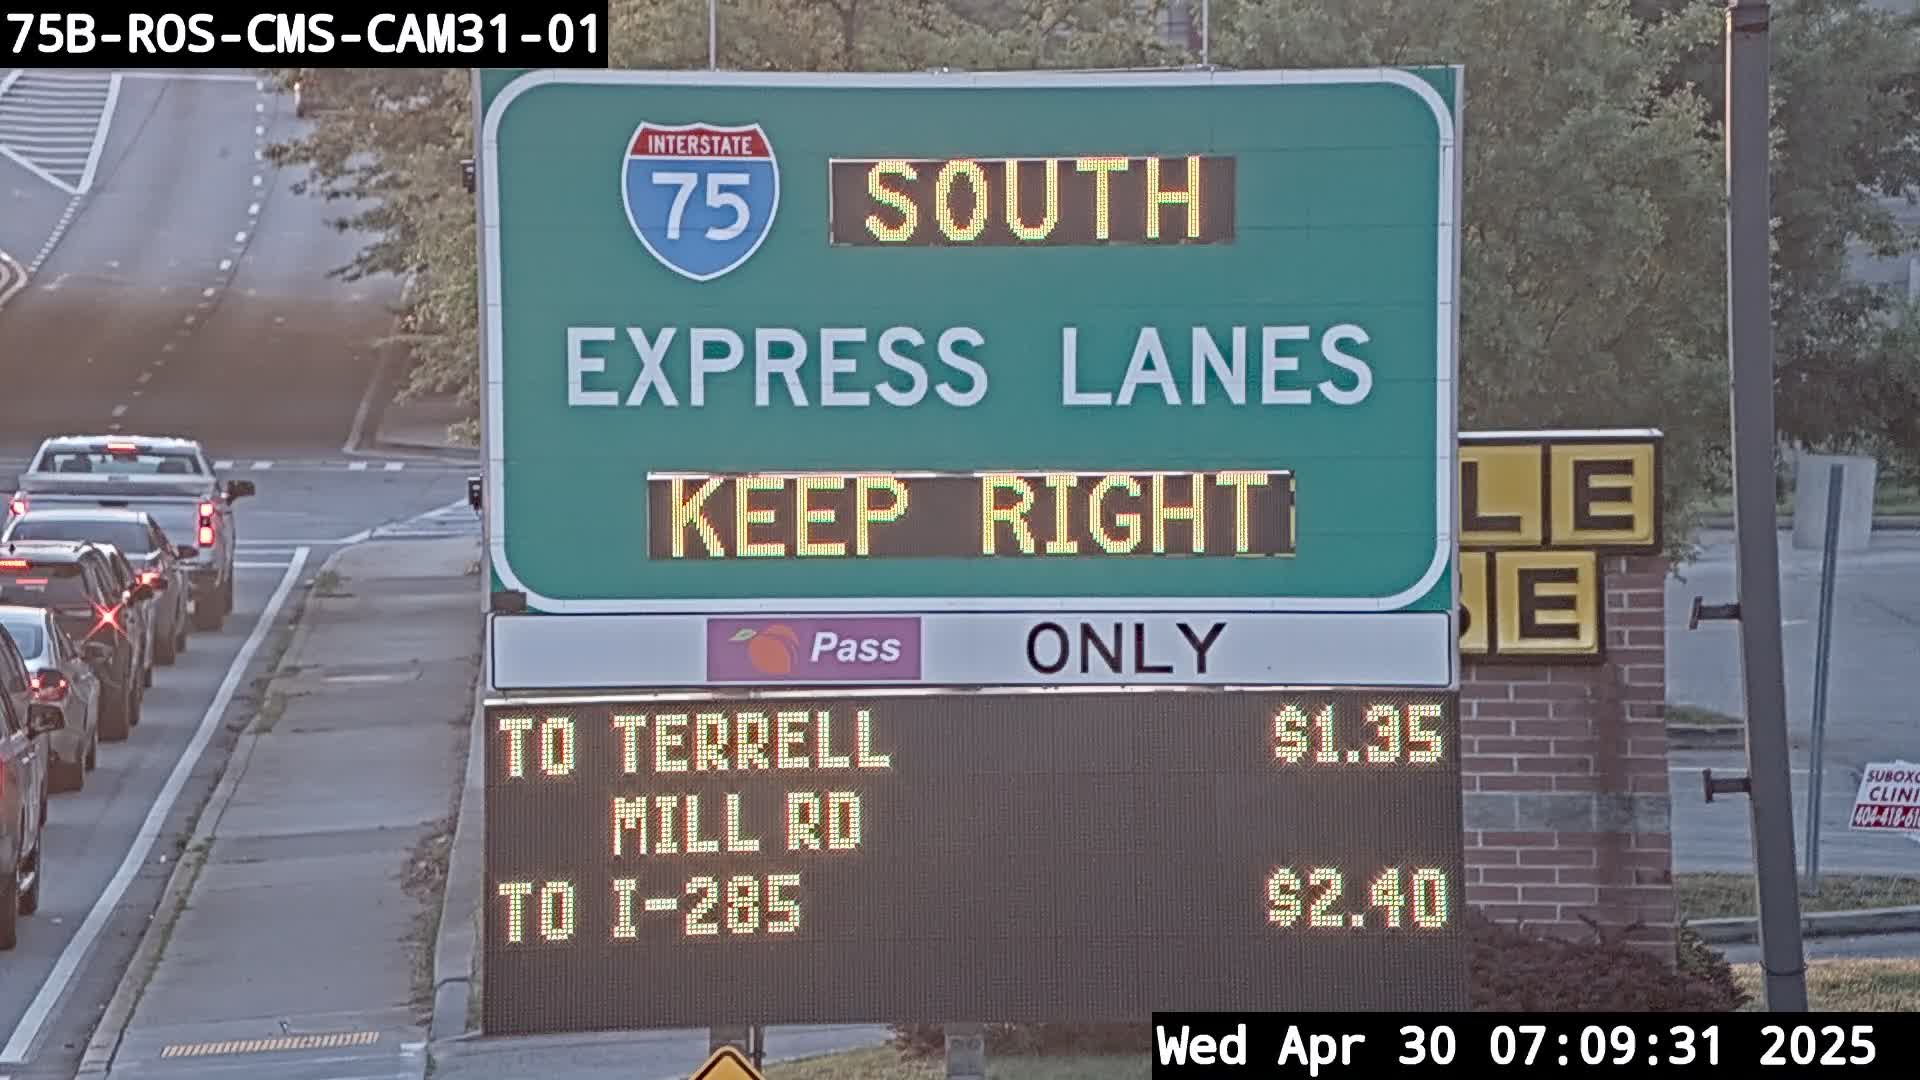 75B-ROS-CMS-CAM31-01
INTERSTATE
75
SOUTH
EXPRESS LANES
KEEP RIGHT
Pass ONLY
TO TERRELL $1.35
MILL RD
TO I-285 $2.40
LE
E
Wed Apr 30 07:09:31 2025